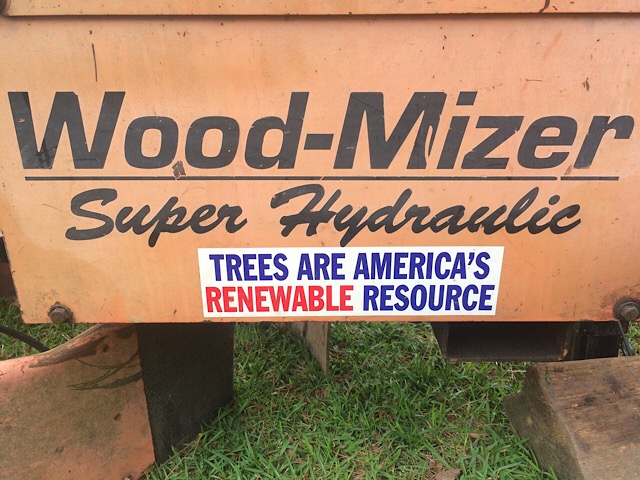 Wood-Mizer
Super Hydraulic
TREES ARE AMERICA'S
RENEWABLE RESOURCE